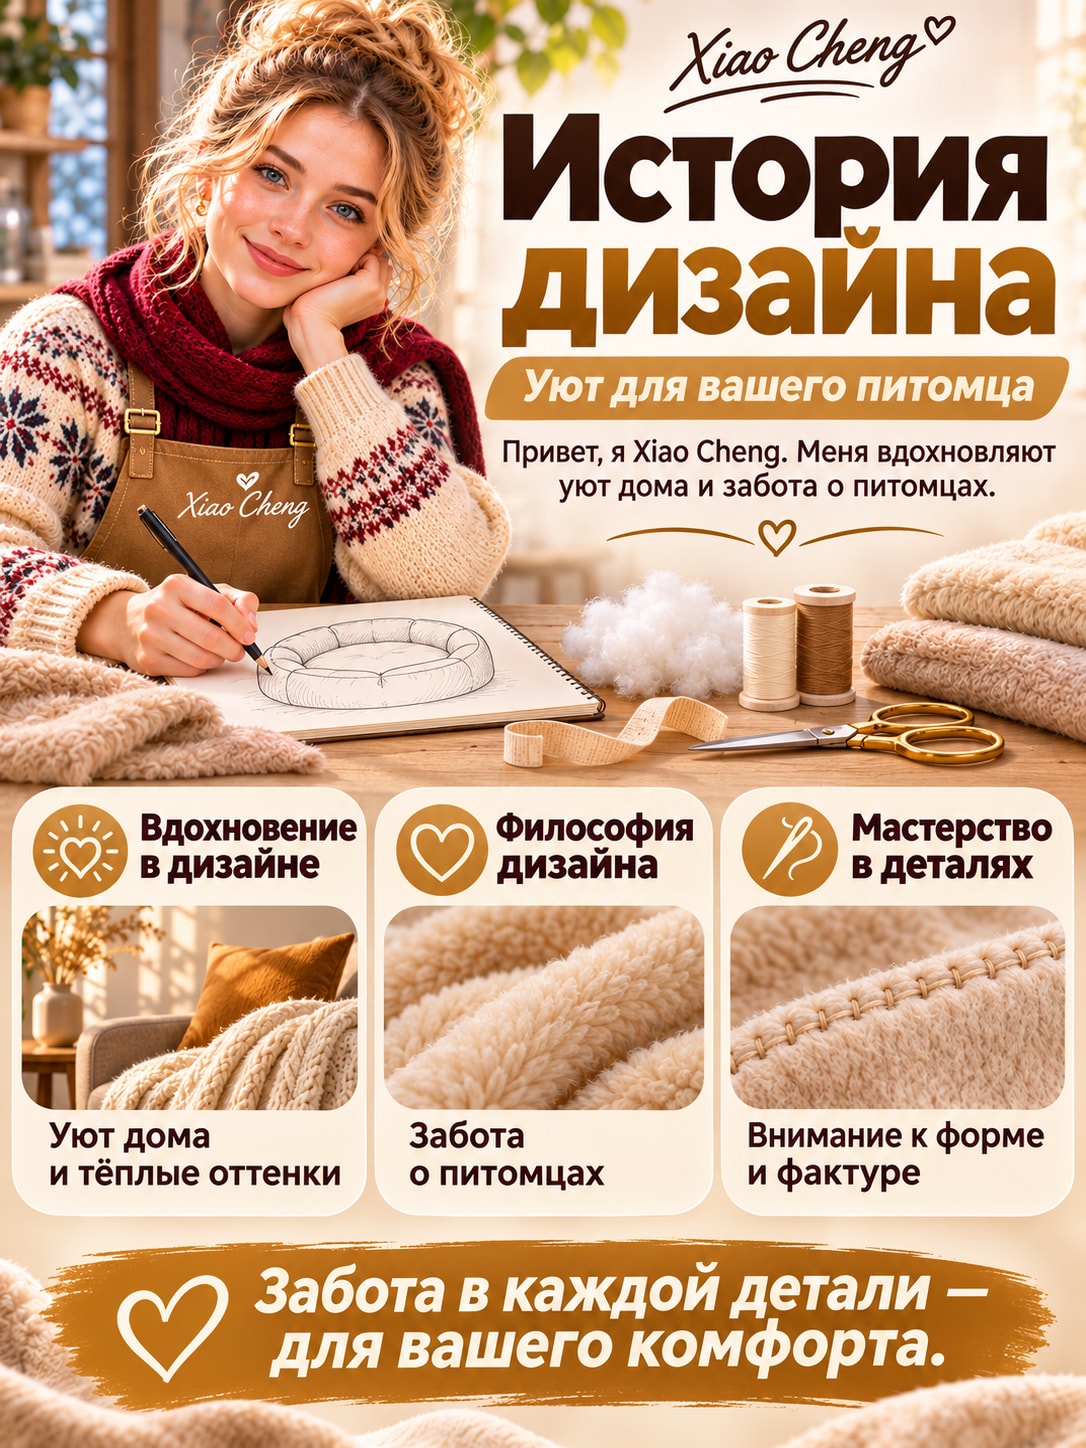 Xiao Cheng
История
дизайна
Уют для вашего питомца
Привет, я Xiao Cheng. Меня вдохновляют
уют дома и забота о питомцах.
Xiao Cheng
Вдохновение
в дизайне
Уют дома
и тёплые оттенки
Философия
дизайна
Забота
о питомцах
Мастерство
в деталях
Внимание к форме
и фактуре
Забота в каждой детали –
для вашего комфорта.